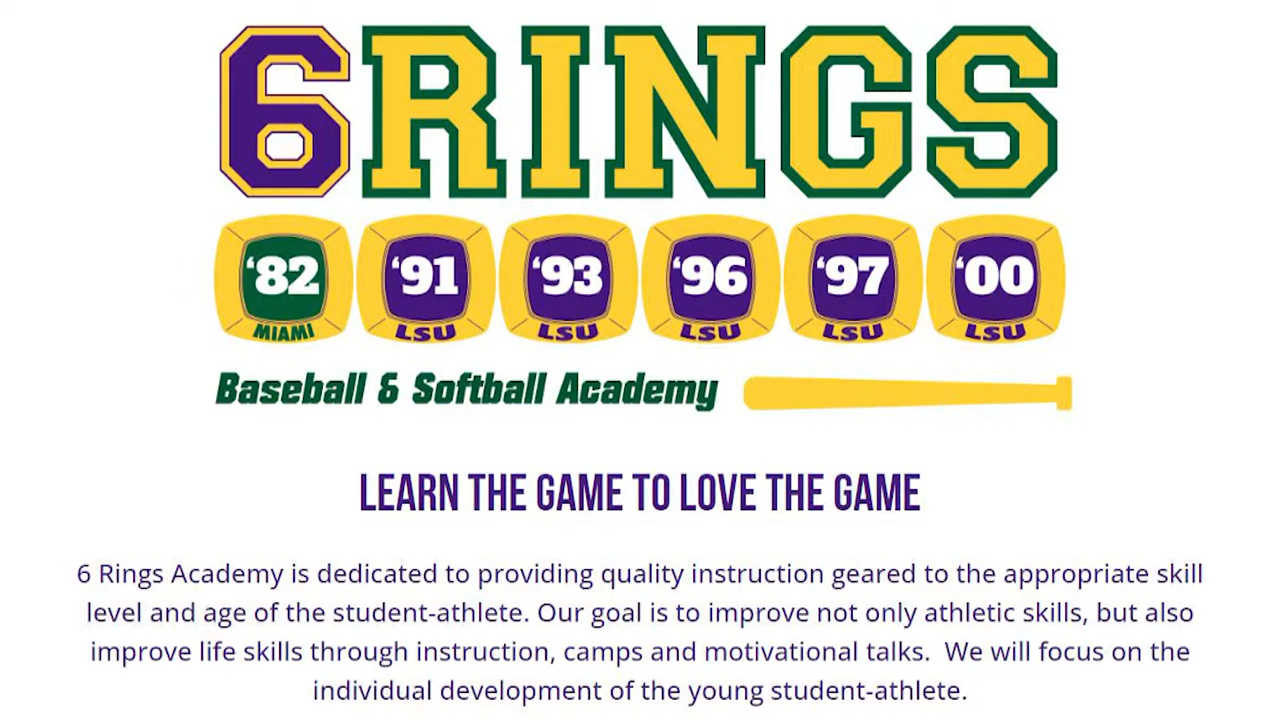 6RINGS
‘82 ‘91 ‘93 ‘96 ‘97 ‘00
MIAMI LSU LSU LSU LSU LSU
Baseball & Softball Academy
LEARN THE GAME TO LOVE THE GAME
6 Rings Academy is dedicated to providing quality instruction geared to the appropriate skill
level and age of the student-athlete. Our goal is to improve not only athletic skills, but also
improve life skills through instruction, camps and motivational talks.  We will focus on the
individual development of the young student-athlete.